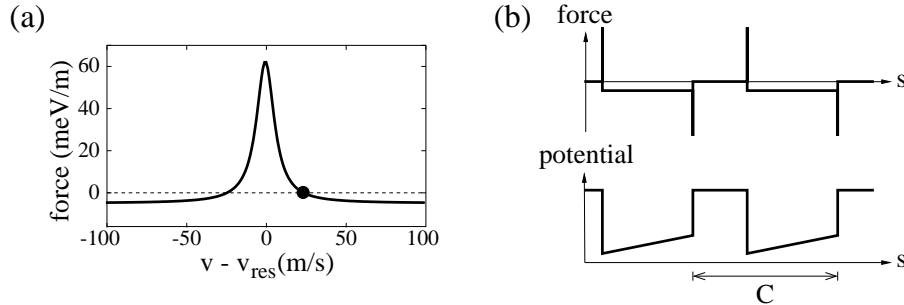 (a)
force (meV/m)
60
40
20
0
-100
-50
0
50
100
v - v_res (m/s)
(b)
force
s
potential
s
C